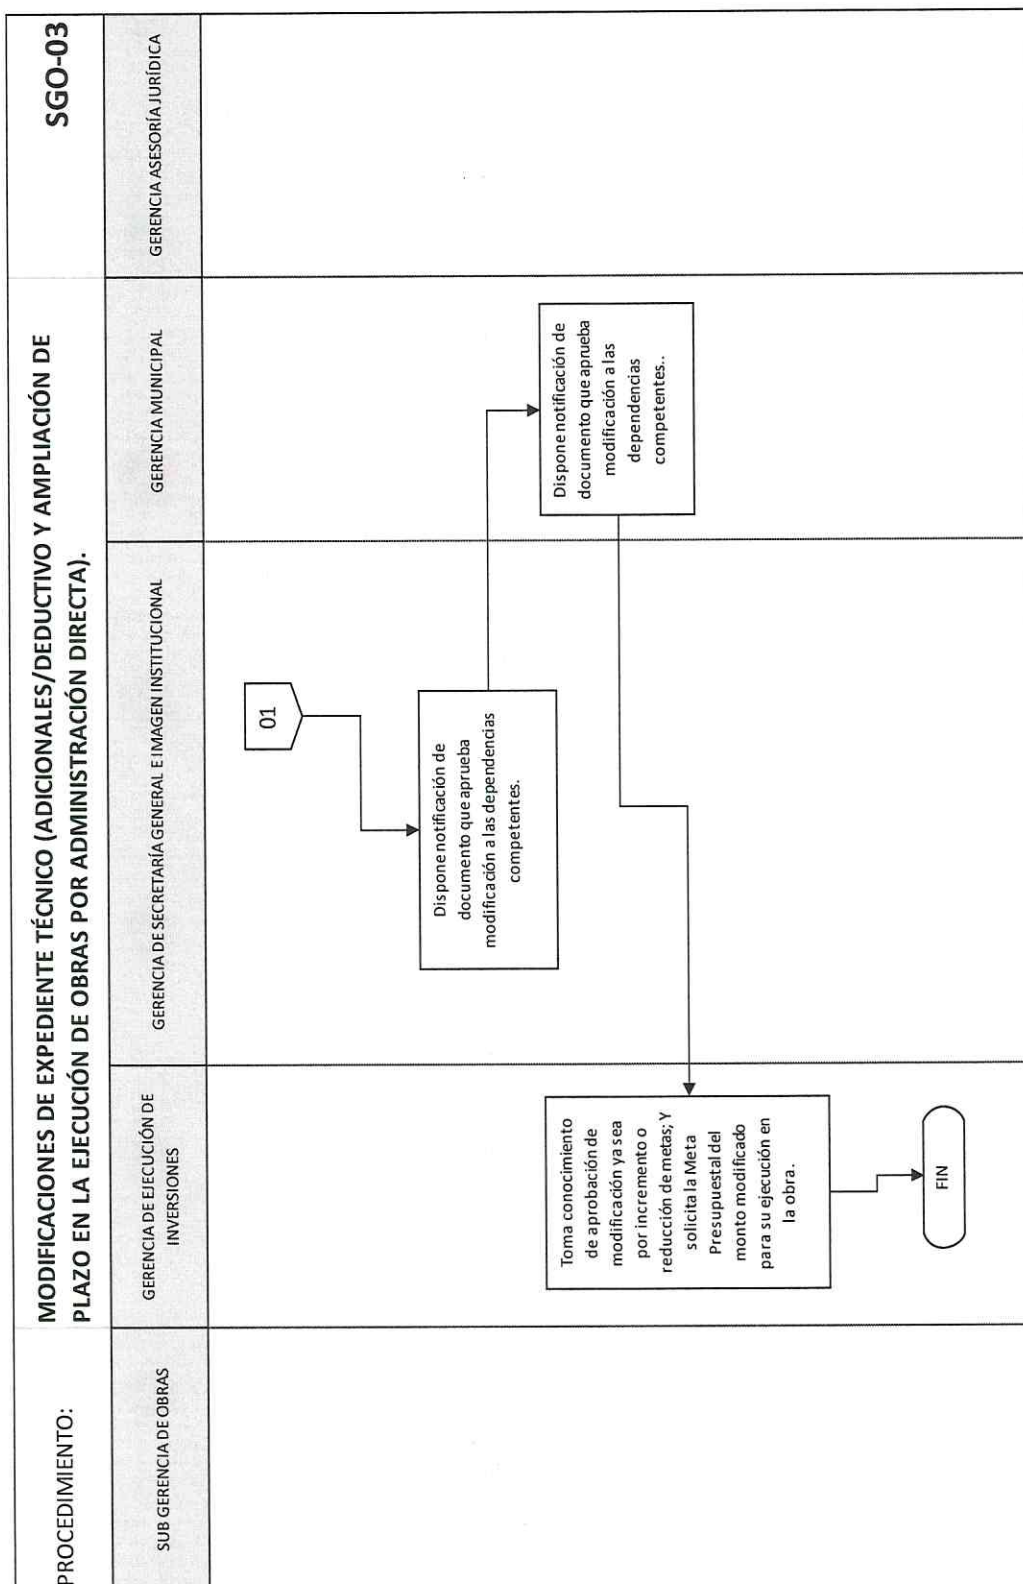 PROCEDIMIENTO:
MODIFICACIONES DE EXPEDIENTE TÉCNICO (ADICIONALES/DEDUCTIVO Y AMPLIACIÓN DE
PLAZO EN LA EJECUCIÓN DE OBRAS POR ADMINISTRACIÓN DIRECTA).
SGO-03
SUB GERENCIA DE OBRAS
GERENCIA DE EJECUCIÓN DE
INVERSIONES
GERENCIA DE SECRETARÍA GENERAL E IMAGEN INSTITUCIONAL
GERENCIA MUNICIPAL
GERENCIA ASESORÍA JURÍDICA
01
Dispone notificación de
documento que aprueba
modificación a las dependencias
competentes.
Dispone notificación de
documento que aprueba
modificación a las
dependencias
competentes..
Toma conocimiento
de aprobación de
modificación ya sea
por incremento o
reducción de metas; Y
solicita la Meta
Presupuestal del
monto modificado
para su ejecución en
la obra.
FIN